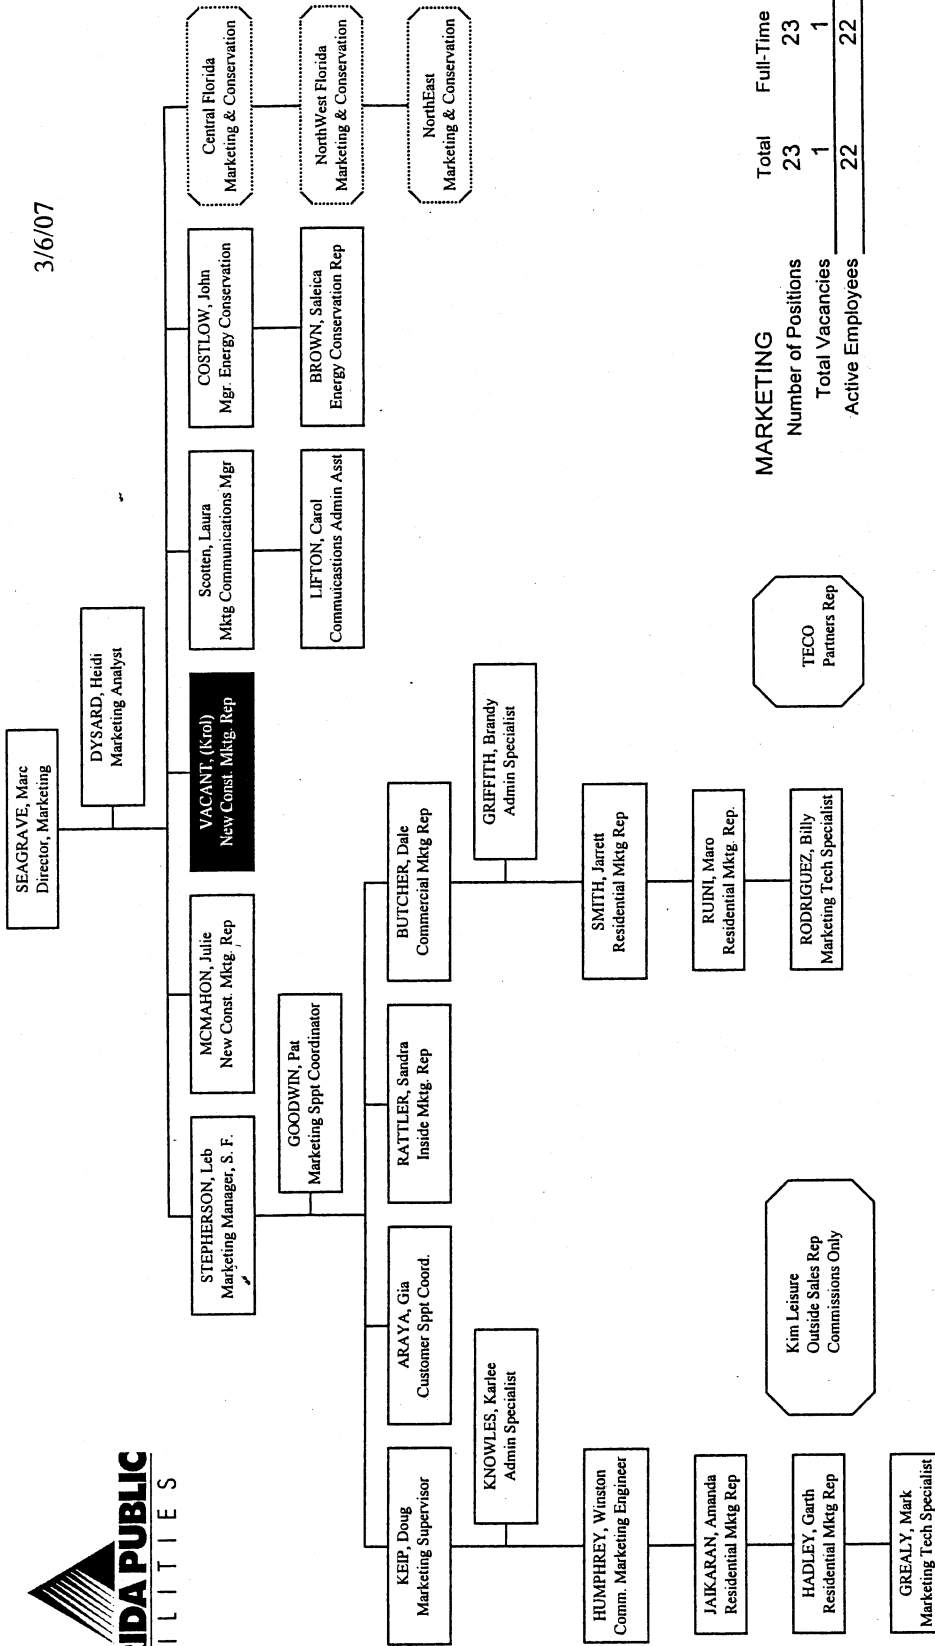 RIDA PUBLIC
I L I T I E S
3/6/07
SEAGRAVE, Marc
Director, Marketing
DYSARD, Heidi
Marketing Analyst
STEPHERSON, Leb
Marketing Manager, S. F.
MCMAHON, Julie
New Const. Mktg. Rep
VACANT, (Krol)
New Const. Mktg. Rep
Scotten, Laura
Mktg Communications Mgr
COSTLOW, John
Mgr. Energy Conservation
Central Florida
Marketing & Conservation
LIFTON, Carol
Commuicastions Admin Asst
BROWN, Saleica
Energy Conservation Rep
NorthWest Florida
Marketing & Conservation
NorthEast
Marketing & Conservation
GOODWIN, Pat
Marketing Sppt Coordinator
KEIP, Doug
Marketing Supervisor
ARAYA, Gia
Customer Sppt Coord.
RATTLER, Sandra
Inside Mktg. Rep
BUTCHER, Dale
Commercial Mktg Rep
KNOWLES, Karlee
Admin Specialist
GRIFFITH, Brandy
Admin Specialist
HUMPHREY, Winston
Comm. Marketing Engineer
SMITH, Jarrett
Residential Mktg Rep
JAIKARAN, Amanda
Residential Mktg Rep
RUINI, Maro
Residential Mktg. Rep.
HADLEY, Garth
Residential Mktg Rep
RODRIGUEZ, Billy
Marketing Tech Specialist
GREALY, Mark
Marketing Tech Specialist
Kim Leisure
Outside Sales Rep
Commissions Only
TECO
Partners Rep
MARKETING Total Full-Time
Number of Positions 23 23
Total Vacancies 1 1
Active Employees 22 22